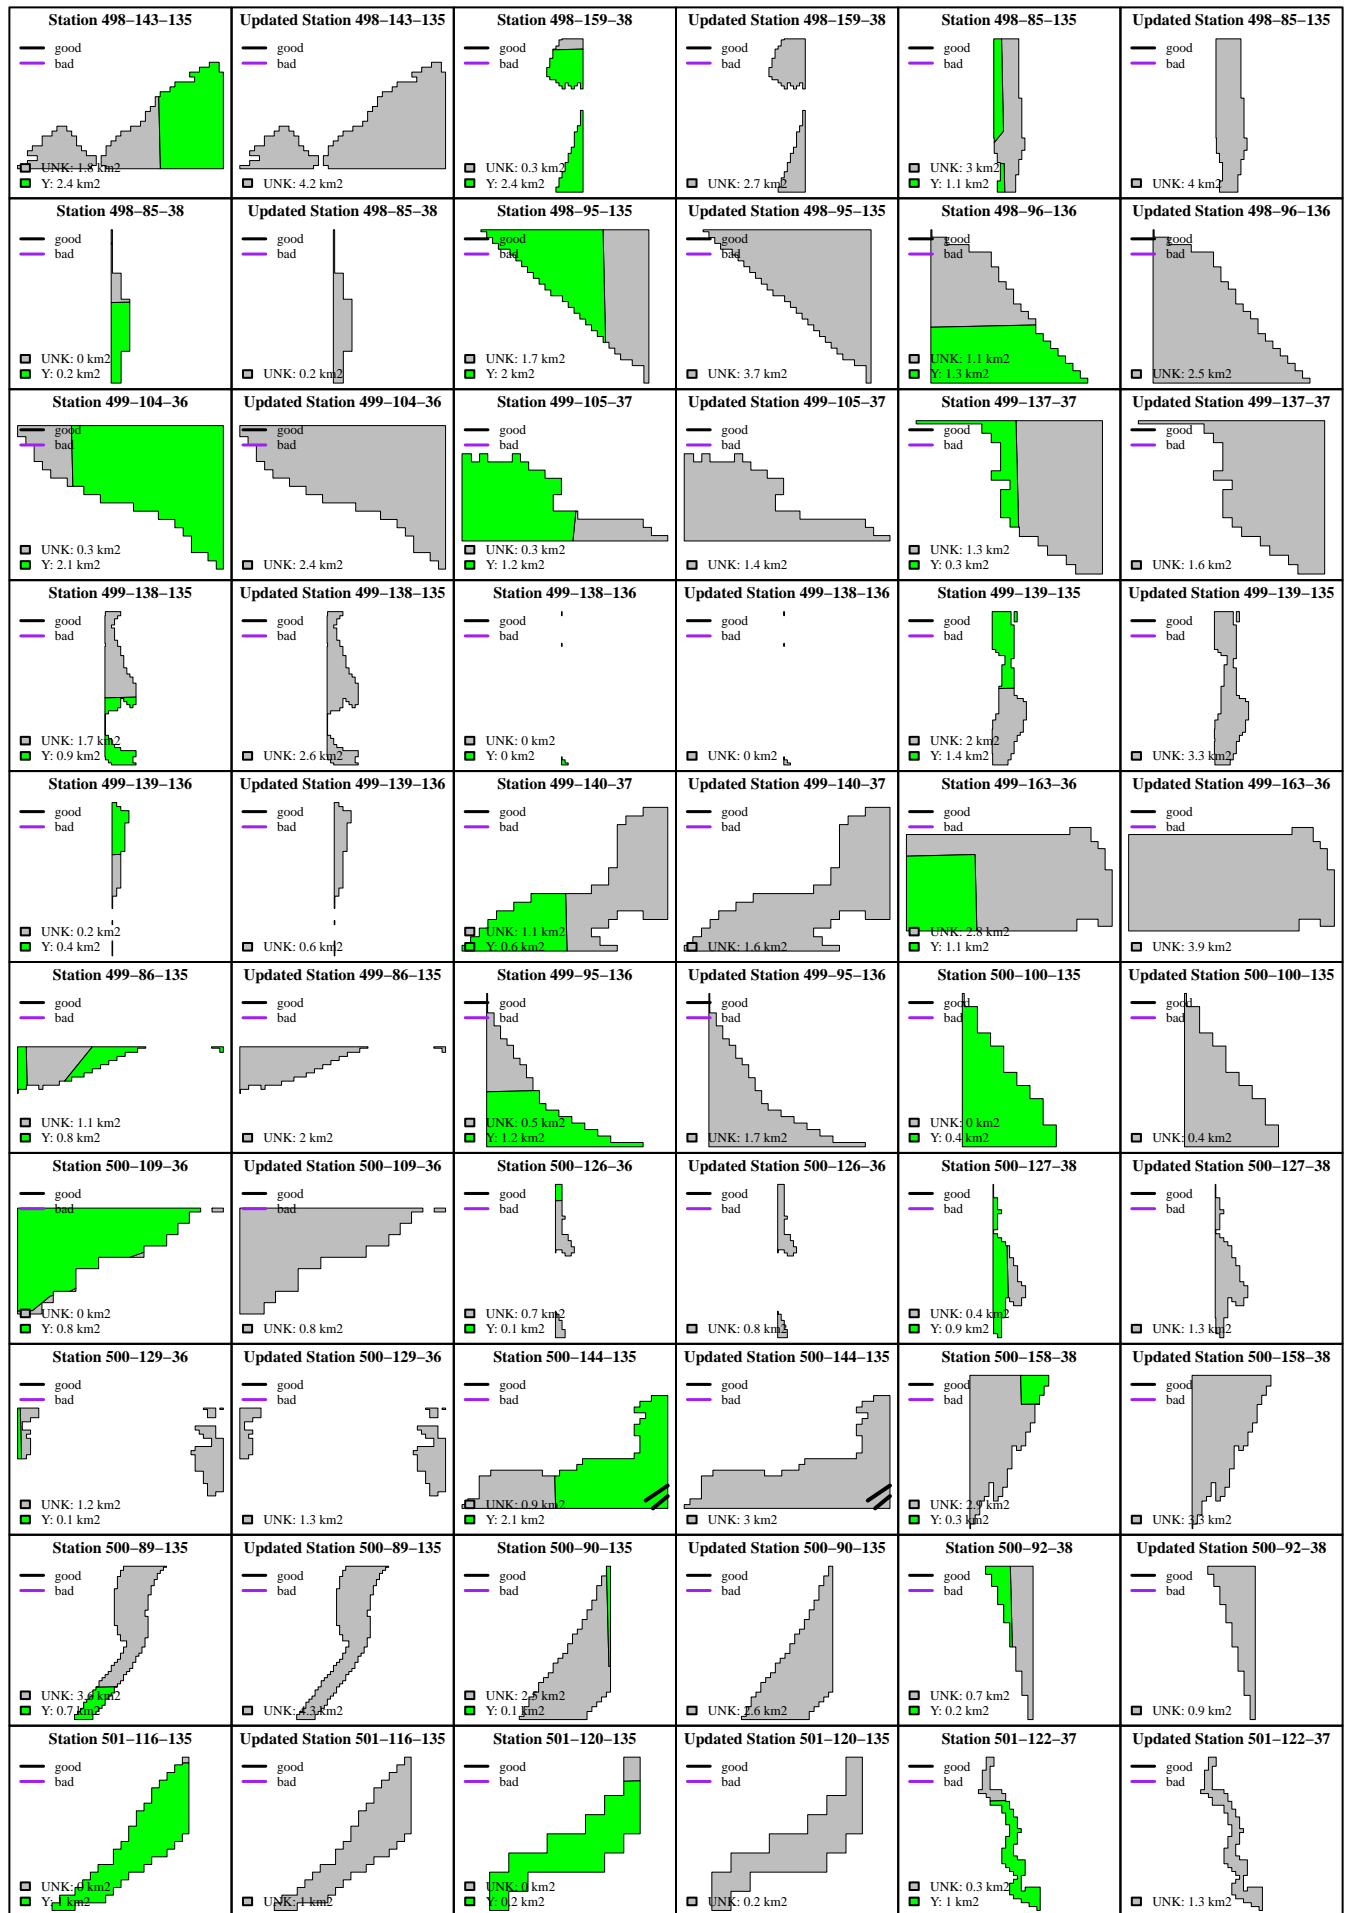 Station 498−143−135
good
bad
UNK: 1.8 km2
Y: 2.4 km2
Updated Station 498−143−135
good
bad
UNK: 4.2 km2
Station 498−159−38
good
bad
UNK: 0.3 km2
Y: 2.4 km2
Updated Station 498−159−38
good
bad
UNK: 2.7 km2
Station 498−85−135
good
bad
UNK: 3 km2
Y: 1.1 km2
Updated Station 498−85−135
good
bad
UNK: 4 km2
Station 498−85−38
good
bad
UNK: 0 km2
Y: 0.2 km2
Updated Station 498−85−38
good
bad
UNK: 0.2 km2
Station 498−95−135
good
bad
UNK: 1.7 km2
Y: 2 km2
Updated Station 498−95−135
good
bad
UNK: 3.7 km2
Station 498−96−136
good
bad
UNK: 1.1 km2
Y: 1.3 km2
Updated Station 498−96−136
good
bad
UNK: 2.5 km2
Station 499−104−36
good
bad
UNK: 0.3 km2
Y: 2.1 km2
Updated Station 499−104−36
good
bad
UNK: 2.4 km2
Station 499−105−37
good
bad
UNK: 0.3 km2
Y: 1.2 km2
Updated Station 499−105−37
good
bad
UNK: 1.4 km2
Station 499−137−37
good
bad
UNK: 1.3 km2
Y: 0.3 km2
Updated Station 499−137−37
good
bad
UNK: 1.6 km2
Station 499−138−135
good
bad
UNK: 1.7 km2
Y: 0.9 km2
Updated Station 499−138−135
good
bad
UNK: 2.6 km2
Station 499−138−136
good
bad
UNK: 0 km2
Y: 0 km2
Updated Station 499−138−136
good
bad
UNK: 0 km2
Station 499−139−135
good
bad
UNK: 2 km2
Y: 1.4 km2
Updated Station 499−139−135
good
bad
UNK: 3.3 km2
Station 499−139−136
good
bad
UNK: 0.2 km2
Y: 0.4 km2
Updated Station 499−139−136
good
bad
UNK: 0.6 km2
Station 499−140−37
good
bad
UNK: 1.1 km2
Y: 0.6 km2
Updated Station 499−140−37
good
bad
UNK: 1.6 km2
Station 499−163−36
good
bad
UNK: 2.8 km2
Y: 1.1 km2
Updated Station 499−163−36
good
bad
UNK: 3.9 km2
Station 499−86−135
good
bad
UNK: 1.1 km2
Y: 0.8 km2
Updated Station 499−86−135
good
bad
UNK: 2 km2
Station 499−95−136
good
bad
UNK: 0.5 km2
Y: 1.2 km2
Updated Station 499−95−136
good
bad
UNK: 1.7 km2
Station 500−100−135
good
bad
UNK: 0 km2
Y: 0.4 km2
Updated Station 500−100−135
good
bad
UNK: 0.4 km2
Station 500−109−36
good
bad
UNK: 0 km2
Y: 0.8 km2
Updated Station 500−109−36
good
bad
UNK: 0.8 km2
Station 500−126−36
good
bad
UNK: 0.7 km2
Y: 0.1 km2
Updated Station 500−126−36
good
bad
UNK: 0.8 km2
Station 500−127−38
good
bad
UNK: 0.4 km2
Y: 0.9 km2
Updated Station 500−127−38
good
bad
UNK: 1.3 km2
Station 500−129−36
good
bad
UNK: 1.2 km2
Y: 0.1 km2
Updated Station 500−129−36
good
bad
UNK: 1.3 km2
Station 500−144−135
good
bad
UNK: 0.9 km2
Y: 2.1 km2
Updated Station 500−144−135
good
bad
UNK: 3 km2
Station 500−158−38
good
bad
UNK: 2.9 km2
Y: 0.3 km2
Updated Station 500−158−38
good
bad
UNK: 3.3 km2
Station 500−89−135
good
bad
UNK: 3.6 km2
Y: 0.7 km2
Updated Station 500−89−135
good
bad
UNK: 4.3 km2
Station 500−90−135
good
bad
UNK: 2.5 km2
Y: 0.1 km2
Updated Station 500−90−135
good
bad
UNK: 2.6 km2
Station 500−92−38
good
bad
UNK: 0.7 km2
Y: 0.2 km2
Updated Station 500−92−38
good
bad
UNK: 0.9 km2
Station 501−116−135
good
bad
UNK: 0 km2
Y: 1 km2
Updated Station 501−116−135
good
bad
UNK: 1 km2
Station 501−120−135
good
bad
UNK: 0 km2
Y: 0.2 km2
Updated Station 501−120−135
good
bad
UNK: 0.2 km2
Station 501−122−37
good
bad
UNK: 0.3 km2
Y: 1 km2
Updated Station 501−122−37
good
bad
UNK: 1.3 km2